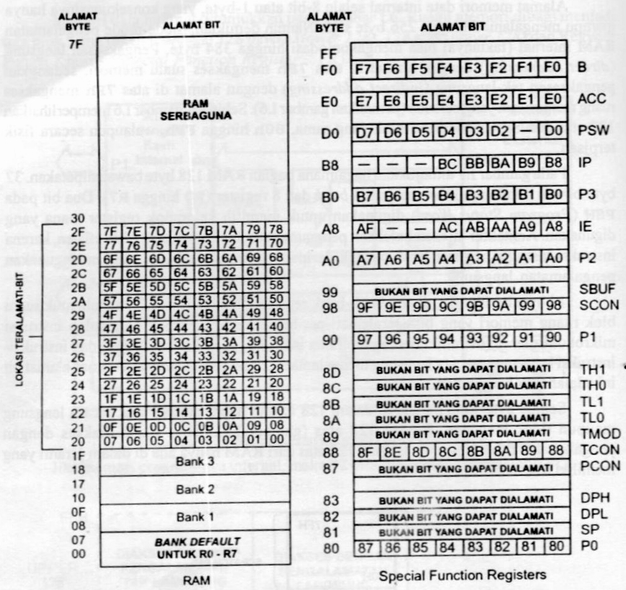 ALAMAT BYTE ALAMAT BIT
7F
RAM
SERBAGUNA
30
2F 7F 7E 7D 7C 7B 7A 79 78
2E 77 76 75 74 73 72 71 70
2D 6F 6E 6D 6C 6B 6A 69 68
2C 67 66 65 64 63 62 61 60
2B 5F 5E 5D 5C 5B 5A 59 58
2A 57 56 55 54 53 52 51 50
29 4F 4E 4D 4C 4B 4A 49 48
28 47 46 45 44 43 42 41 40
27 3F 3E 3D 3C 3B 3A 39 38
26 37 36 35 34 33 32 31 30
25 2F 2E 2D 2C 2B 2A 29 28
24 27 26 25 24 23 22 21 20
23 1F 1E 1D 1C 1B 1A 19 18
22 17 16 15 14 13 12 11 10
21 0F 0E 0D 0C 0B 0A 09 08
20 07 06 05 04 03 02 01 00
LOKASI TERALAMATI-BIT
1F
18 Bank 3
17
10 Bank 2
0F
08 Bank 1
07 BANK DEFAULT
00 UNTUK R0 - R7
RAM
ALAMAT BYTE ALAMAT BIT
FF
F0 F7 F6 F5 F4 F3 F2 F1 F0 B
E0 E7 E6 E5 E4 E3 E2 E1 E0 ACC
D0 D7 D6 D5 D4 D3 D2 — D0 PSW
B8 — — — BC BB BA B9 B8 IP
B0 B7 B6 B5 B4 B3 B2 B1 B0 P3
A8 AF — — AC AB AA A9 A8 IE
A0 A7 A6 A5 A4 A3 A2 A1 A0 P2
99 BUKAN BIT YANG DAPAT DIALAMATI SBUF
98 9F 9E 9D 9C 9B 9A 99 98 SCON
90 97 96 95 94 93 92 91 90 P1
8D BUKAN BIT YANG DAPAT DIALAMATI TH1
8C BUKAN BIT YANG DAPAT DIALAMATI TH0
8B BUKAN BIT YANG DAPAT DIALAMATI TL1
8A BUKAN BIT YANG DAPAT DIALAMATI TL0
89 BUKAN BIT YANG DAPAT DIALAMATI TMOD
88 8F 8E 8D 8C 8B 8A 89 88 TCON
87 BUKAN BIT YANG DAPAT DIALAMATI PCON
83 BUKAN BIT YANG DAPAT DIALAMATI DPH
82 BUKAN BIT YANG DAPAT DIALAMATI DPL
81 BUKAN BIT YANG DAPAT DIALAMATI SP
80 87 86 85 84 83 82 81 80 P0
Special Function Registers